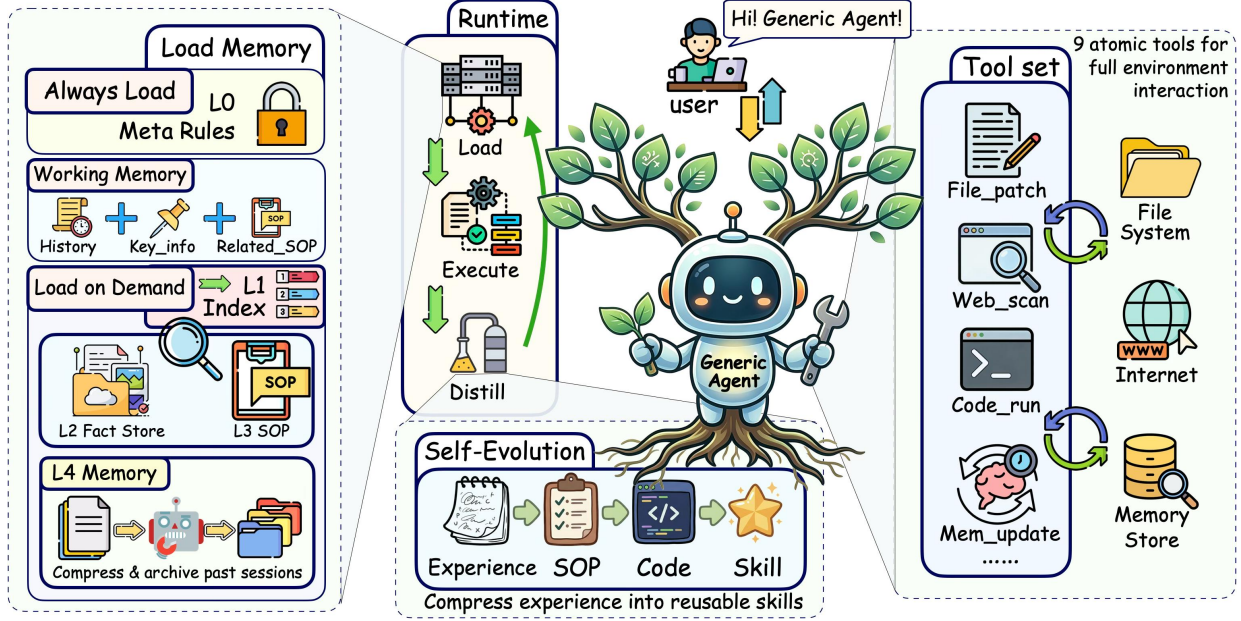 Load Memory
Always Load
L0
Meta Rules
Working Memory
History
Key_info
SOP
Related_SOP
Load on Demand
L1
Index
1
2
3
L2 Fact Store
SOP
L3 SOP
L4 Memory
Compress & archive past sessions
Runtime
Load
Execute
Distill
Hi! Generic Agent!
user
Generic
Agent
Self-Evolution
Experience
SOP
</>
Code
Skill
Compress experience into reusable skills
Tool set
9 atomic tools for
full environment
interaction
File_patch
Web_scan
>_
Code_run
Mem_update
......
File
System
WWW
Internet
Memory
Store